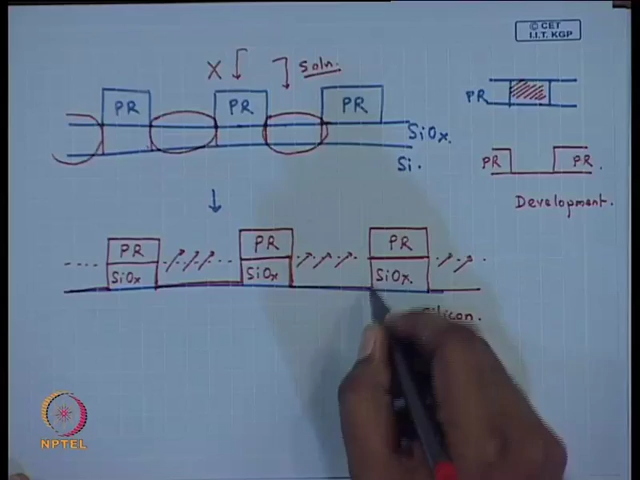 © CET
I.I.T. KGP
X
Soln.
PR
PR
PR
PR
SiOx.
Si.
PR
PR.
Development.
PR
PR
PR
SiOx
SiOx
SiOx.
NPTEL